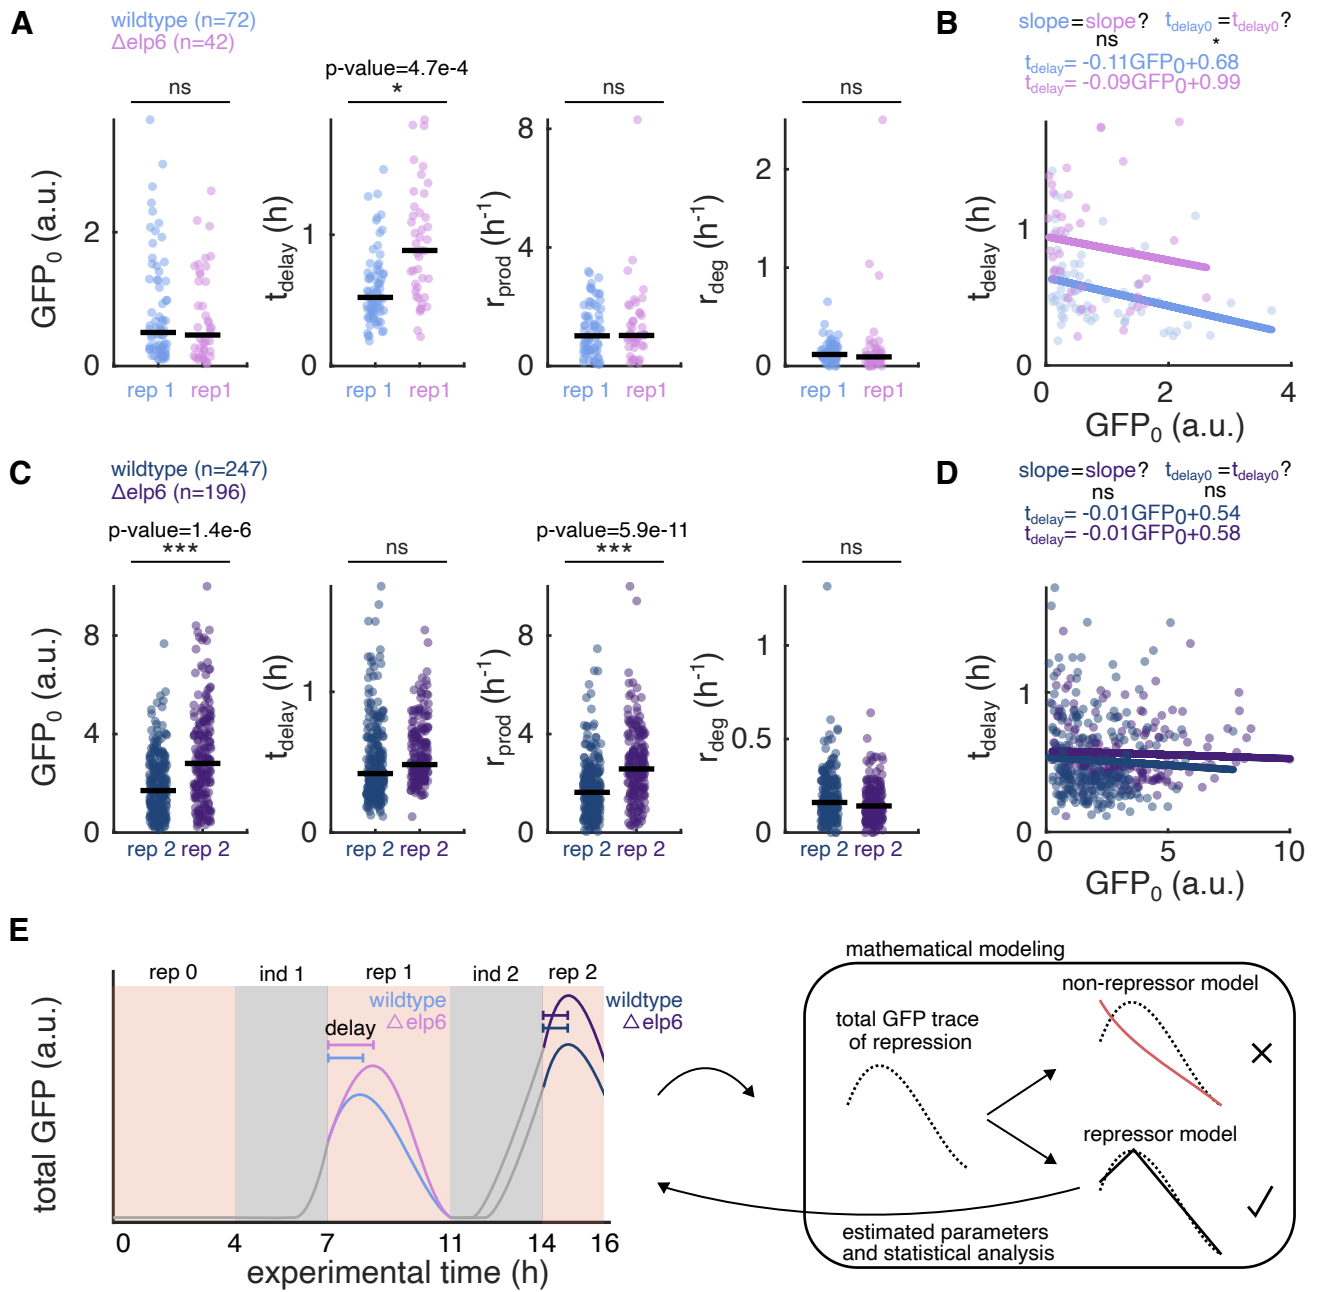 A
wildtype (n=72)
Δelp6 (n=42)
ns
GFP0 (a.u.)
2
0
rep 1 rep1
p-value=4.7e-4
*
tdelay (h)
1
0
rep 1 rep1
ns
rprod (h-1)
8
4
0
rep 1 rep1
ns
rdeg (h-1)
2
1
0
rep 1 rep1
B
slope=slope? tdelay0 =tdelay0?
ns *
tdelay= -0.11GFP0+0.68
tdelay= -0.09GFP0+0.99
tdelay (h)
1
0
0 2 4
GFP0 (a.u.)
C
wildtype (n=247)
Δelp6 (n=196)
p-value=1.4e-6
***
GFP0 (a.u.)
8
4
0
rep 2 rep 2
ns
tdelay (h)
1
0
rep 2 rep 2
p-value=5.9e-11
***
rprod (h-1)
8
4
0
rep 2 rep 2
ns
rdeg (h-1)
1
0.5
0
rep 2 rep 2
D
slope=slope? tdelay0 =tdelay0?
ns ns
tdelay= -0.01GFP0+0.54
tdelay= -0.01GFP0+0.58
tdelay (h)
1
0
0 5 10
GFP0 (a.u.)
E
total GFP (a.u.)
rep 0 ind 1 rep 1 ind 2 rep 2
wildtype
Δelp6
delay
wildtype
Δelp6
0 4 7 11 14 16
experimental time (h)
mathematical modeling
total GFP trace
of repression
non-repressor model
repressor model
estimated parameters
and statistical analysis